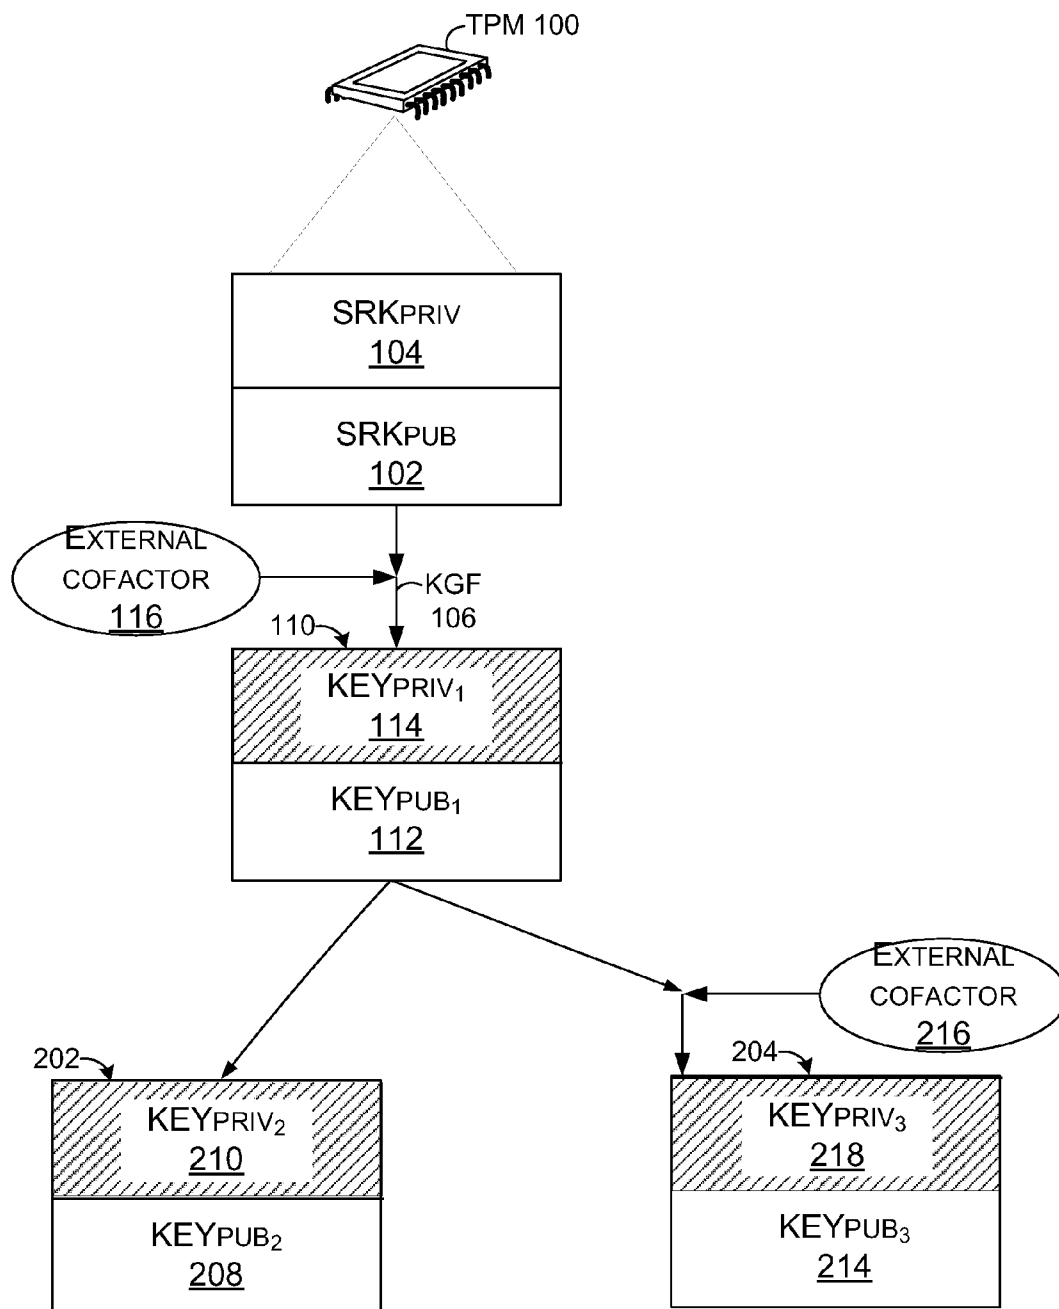 TPM 100
SRKPRIV
104
SRKPUB
102
EXTERNAL
COFACTOR
116
KGF
106
110
KEYPRIV₁
114
KEYPUB₁
112
EXTERNAL
COFACTOR
216
202
204
KEYPRIV₂
210
KEYPRIV₃
218
KEYPUB₂
208
KEYPUB₃
214